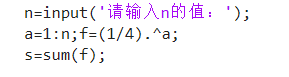 n=input('请输入n的值：');
a=1:n;f=(1/4).^a;
s=sum(f);